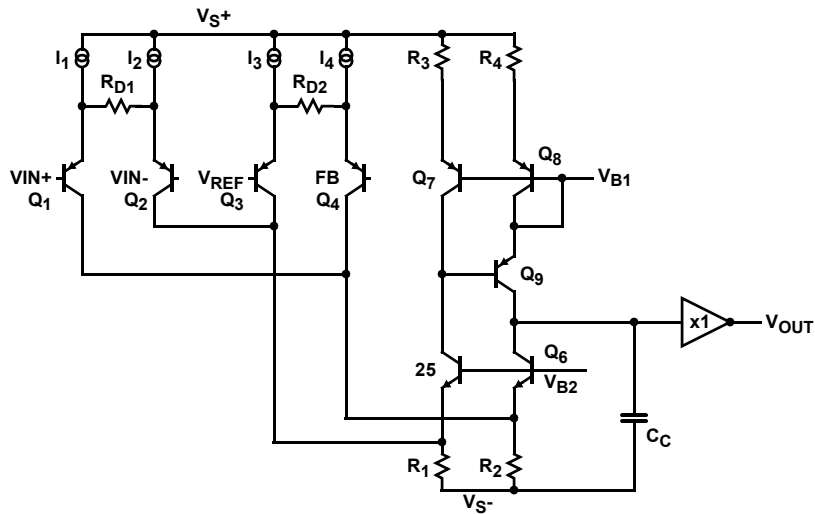 VS+
I1
I2
I3
I4
R3
R4
RD1
RD2
Q8
VIN+
VIN-
VREF
FB
Q7
VB1
Q1
Q2
Q3
Q4
Q9
x1
VOUT
25
Q6
VB2
CC
R1
R2
VS-